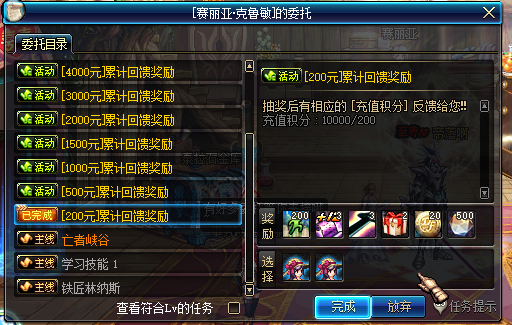 [赛丽亚·克鲁敏]的委托
赛丽亚
委托目录
活动 [4000元]累计回馈奖励
活动 [3000元]累计回馈奖励
活动 [2000元]累计回馈奖励
活动 [1500元]累计回馈奖励
活动 [1000元]累计回馈奖励
活动 [500元]累计回馈奖励
已完成 [200元]累计回馈奖励
主线 亡者峡谷
主线 学习技能 1
主线 铁匠林纳斯
查看符合Lv的任务
活动 [200元]累计回馈奖励
抽奖后有相应的 [充值积分] 反馈给您!!
充值积分 : 10000/200
奖励
200 3 3 2 20 500
选择
完成
放弃
任务提示